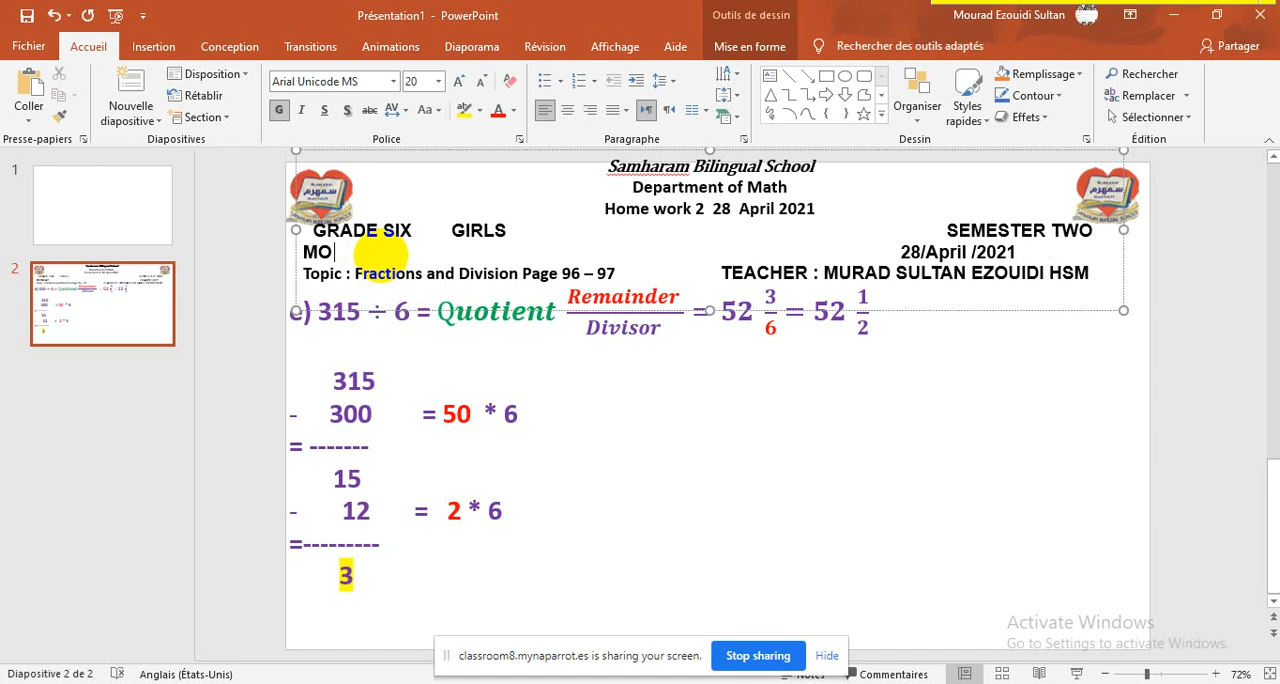 Présentation1 - PowerPoint
Outils de dessin
Mourad Ezouidi Sultan
Fichier Accueil Insertion Conception Transitions Animations Diaporama Révision Affichage Aide Mise en forme Rechercher des outils adaptés Partager
Coller
Nouvelle diapositive
Disposition
Rétablir
Section
Arial Unicode MS 20
G I S S abc AV Aa A
Organiser
Styles rapides
Remplissage
Contour
Effets
Rechercher
Remplacer
Sélectionner
Presse-papiers Diapositives Police Paragraphe Dessin Édition
1
2
Samharam Bilingual School
Department of Math
Home work 2 28 April 2021
GRADE SIX GIRLS SEMESTER TWO
MO 28/April /2021
Topic : Fractions and Division Page 96 – 97 TEACHER : MURAD SULTAN EZOUIDI HSM
e) 315 ÷ 6 = Quotient Remainder/Divisor = 52 3/6 = 52 1/2
315
- 300 = 50 * 6
= -------
15
- 12 = 2 * 6
=---------
3
Activate Windows
Go to Settings to activate Windows.
classroom8.mynaparrot.es is sharing your screen. Stop sharing Hide
Diapositive 2 de 2 Anglais (États-Unis) Notes Commentaires 72%